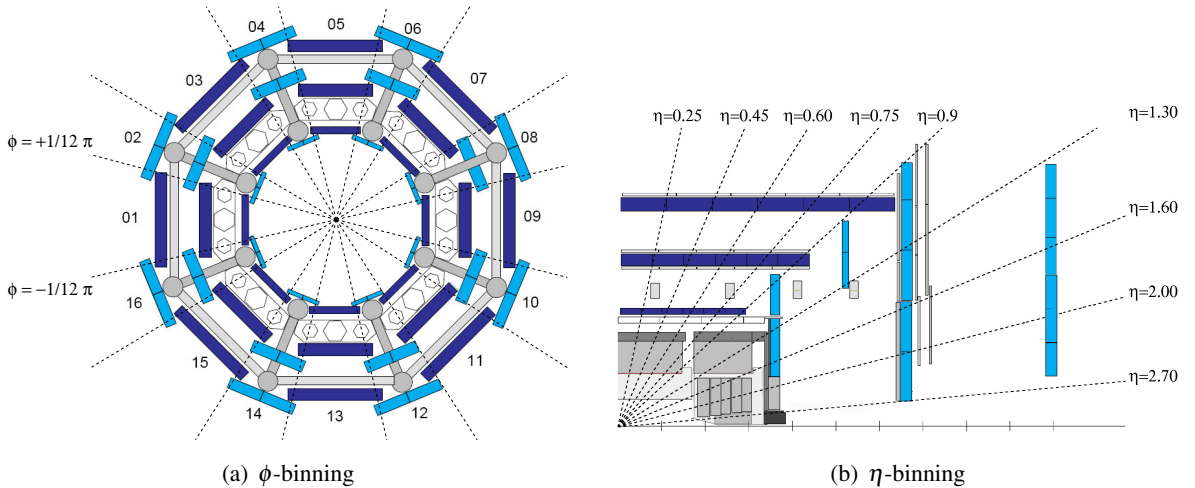 04
05
06
03
07
02
08
ϕ = +1/12 π
01
09
ϕ = −1/12 π
16
10
15
11
14
13
12
η=0.25
η=0.45
η=0.60
η=0.75
η=0.9
η=1.30
η=1.60
η=2.00
η=2.70
(a) ϕ-binning
(b) η-binning